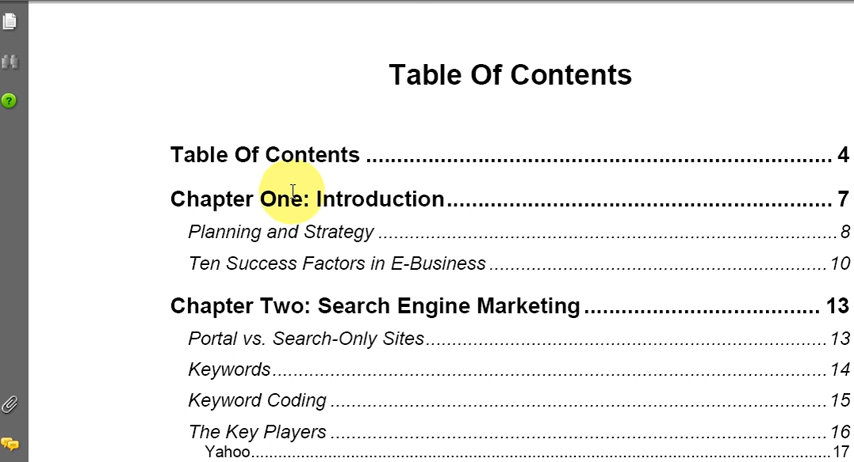 Table Of Contents
Table Of Contents ........................................................................... 4
Chapter One: Introduction............................................................... 7
Planning and Strategy ............................................................................. 8
Ten Success Factors in E-Business ......................................................... 10
Chapter Two: Search Engine Marketing...................................... 13
Portal vs. Search-Only Sites.................................................................... 13
Keywords.............................................................................................. 14
Keyword Coding .................................................................................... 15
The Key Players .................................................................................... 16
Yahoo.................................................................................................... 17